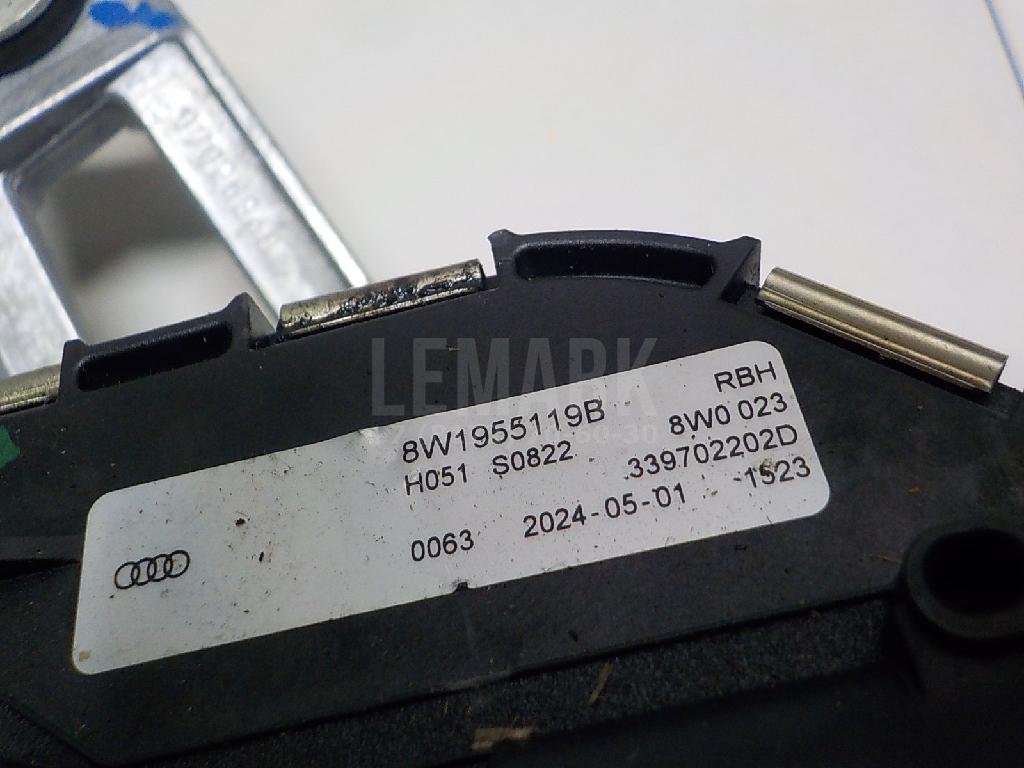 LEMARK
RBH
8W1955119B 8W0 023
H051 S0822 339702202D
0063 2024-05-01 1523